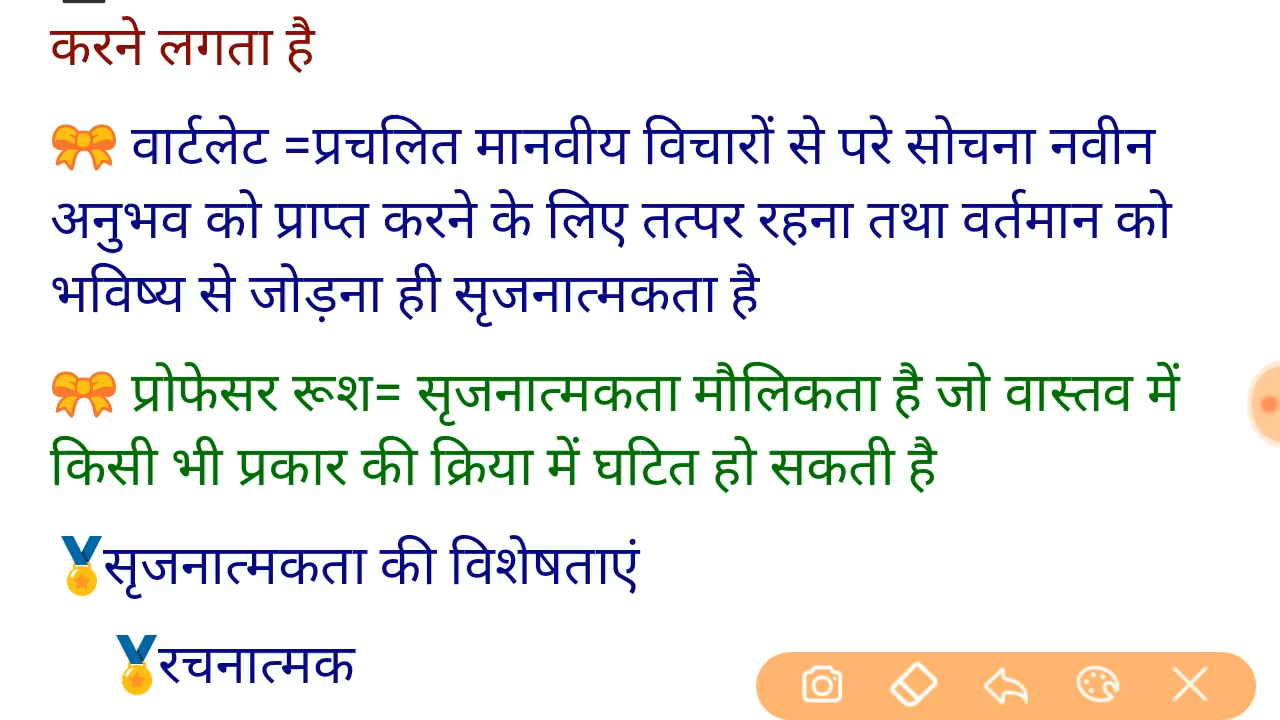 करने लगता है
🎀 वार्टलेट =प्रचलित मानवीय विचारों से परे सोचना नवीन
अनुभव को प्राप्त करने के लिए तत्पर रहना तथा वर्तमान को
भविष्य से जोड़ना ही सृजनात्मकता है
🎀 प्रोफेसर रूश= सृजनात्मकता मौलिकता है जो वास्तव में
किसी भी प्रकार की क्रिया में घटित हो सकती है
🏅सृजनात्मकता की विशेषताएं
🏅रचनात्मक